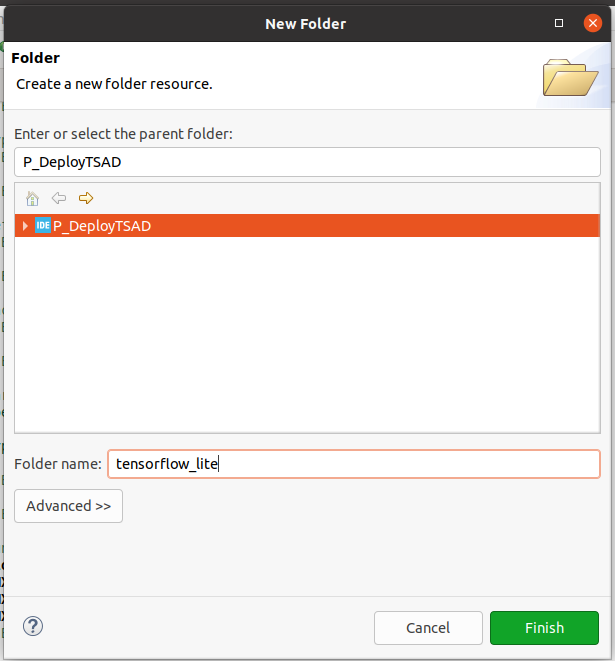 New Folder
Folder
Create a new folder resource.
Enter or select the parent folder:
P_DeployTSAD
IDE P_DeployTSAD
Folder name: tensorflow_lite
Advanced >>
? Cancel Finish